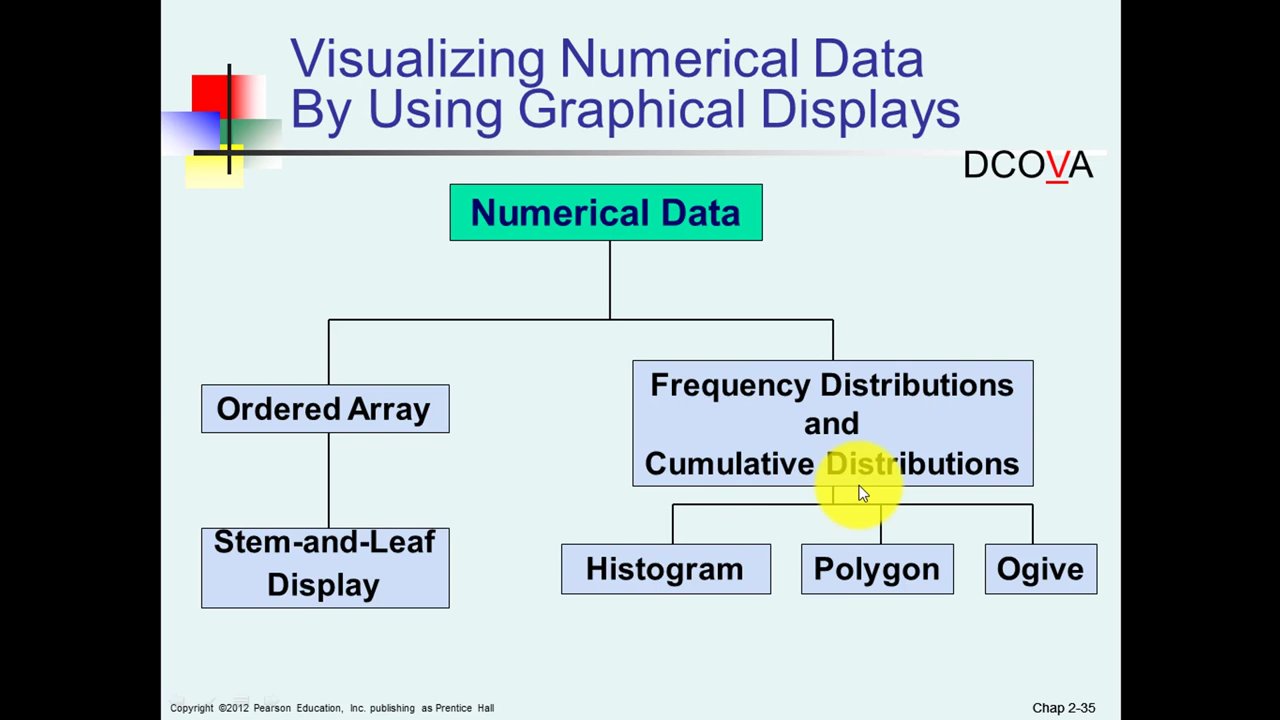 Visualizing Numerical Data
By Using Graphical Displays
DCOVA
Numerical Data
Ordered Array
Frequency Distributions
and
Cumulative Distributions
Stem-and-Leaf
Display
Histogram
Polygon
Ogive
Copyright ©2012 Pearson Education, Inc. publishing as Prentice Hall
Chap 2-35